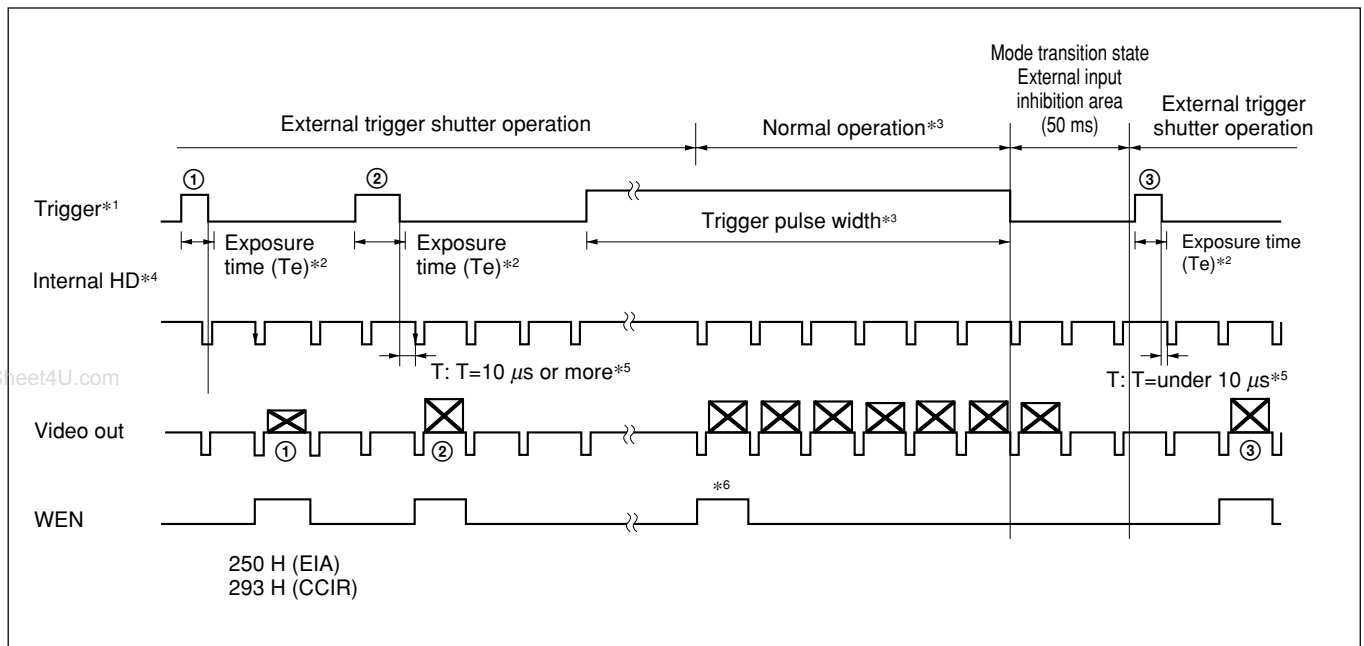 Mode transition state
External input
inhibition area
(50 ms)
External trigger shutter operation
Normal operation*3
External trigger
shutter operation
① ② ③
Trigger*1
Trigger pulse width*3
Exposure
time (Te)*2
Exposure
time (Te)*2
Exposure time
(Te)*2
Internal HD*4
T: T=10 μs or more*5
T: T=under 10 μs*5
Sheet4U.com
Video out
① ② ③
*6
WEN
250 H (EIA)
293 H (CCIR)